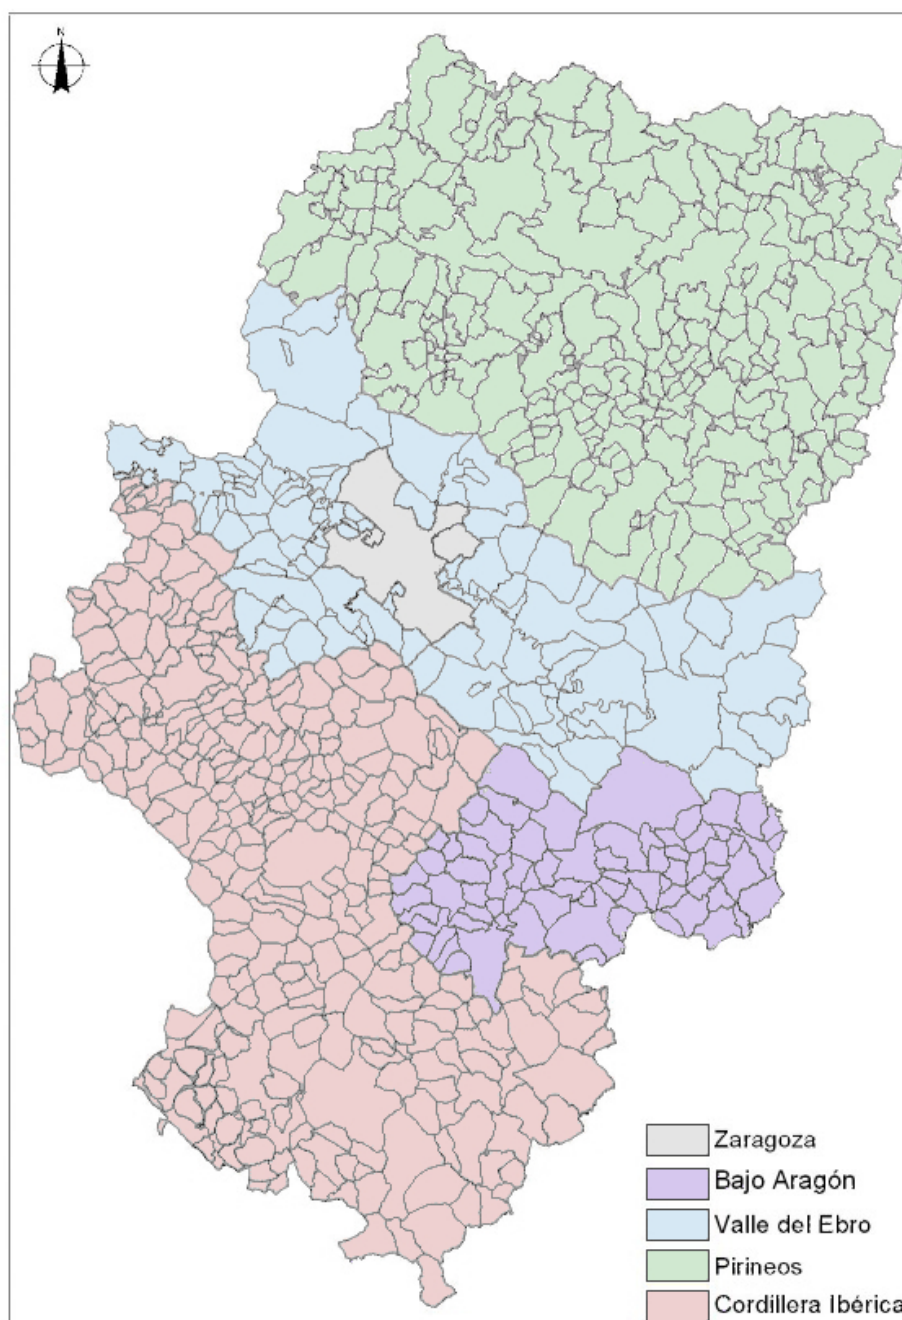 N
Zaragoza
Bajo Aragón
Valle del Ebro
Pirineos
Cordillera Ibérica